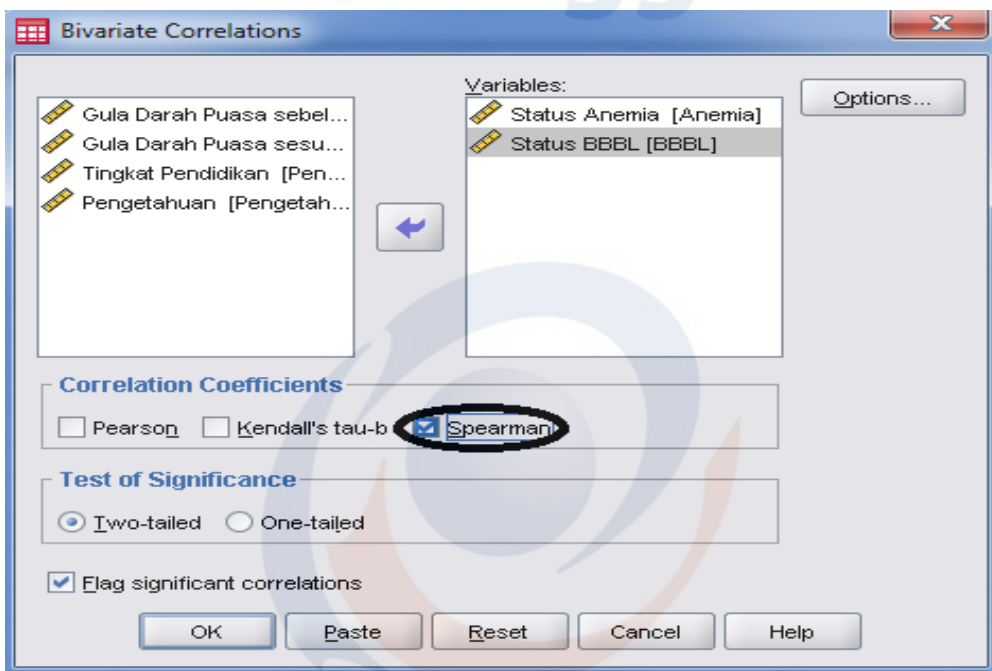 Bivariate Correlations
Gula Darah Puasa sebel...
Gula Darah Puasa sesu...
Tingkat Pendidikan [Pen...
Pengetahuan [Pengetah...
Variables:
Status Anemia [Anemia]
Status BBBL [BBBL]
Options...
Correlation Coefficients
Pearson Kendall's tau-b Spearman
Test of Significance
Two-tailed One-tailed
Flag significant correlations
OK Paste Reset Cancel Help